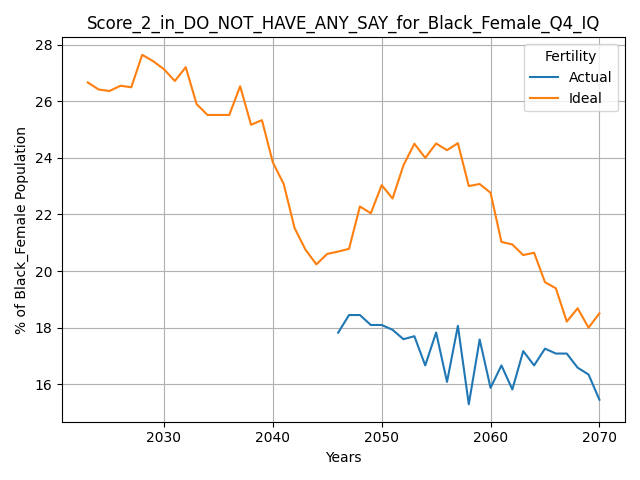 Score_2_in_DO_NOT_HAVE_ANY_SAY_for_Black_Female_Q4_IQ
Fertility
Actual
Ideal
% of Black_Female Population
28
26
24
22
20
18
16
2030 2040 2050 2060 2070
Years